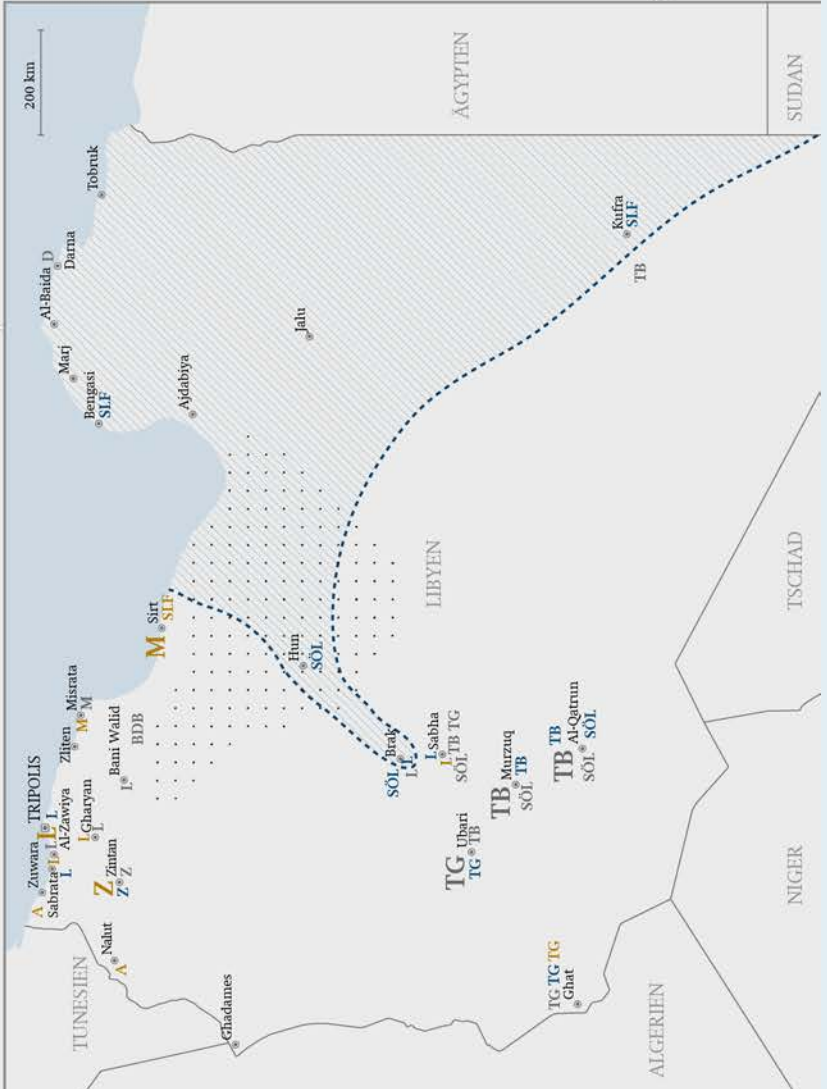 200 km
Zuwara
A
TRIPOLIS
Sabrata
L
L
L
L
L
Al-Zawiya
L
Zliten
Misrata
M
M
Al-Baida
D
Darna
Marj
Tobruk
Bengasi
SLF
TUNESIEN
Nalut
A
Gharyan
L
L
Zintan
Z
Z
Z
Bani Walid
L
BDB
Sirt
M
SLF
Ajdabiya
Ghadames
Hun
SÖL
Jalu
Brak
SÖL
L
L
Sabha
L
L
SÖL
TB
TG
LIBYEN
ÄGYPTEN
Ubari
TG
TG
TB
Murzuq
TB
TB
SÖL
TG TG TG
Ghat
TB
TB
Al-Qatrun
SÖL
SÖL
Kufra
SLF
TB
ALGERIEN
NIGER
TSCHAD
SUDAN